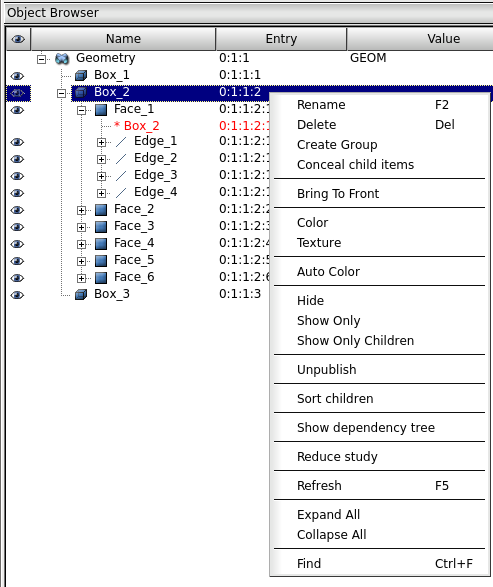 Object Browser
Name Entry Value
Geometry 0:1:1 GEOM
Box_1 0:1:1:1
Box_2 0:1:1:2
Face_1 0:1:1:2:
* Box_2 0:1:1:2:
Edge_1 0:1:1:2:
Edge_2 0:1:1:2:
Edge_3 0:1:1:2:
Edge_4 0:1:1:2:
Face_2 0:1:1:2:2
Face_3 0:1:1:2:3
Face_4 0:1:1:2:4
Face_5 0:1:1:2:5
Face_6 0:1:1:2:6
Box_3 0:1:1:3
Rename F2
Delete Del
Create Group
Conceal child items
Bring To Front
Color
Texture
Auto Color
Hide
Show Only
Show Only Children
Unpublish
Sort children
Show dependency tree
Reduce study
Refresh F5
Expand All
Collapse All
Find Ctrl+F